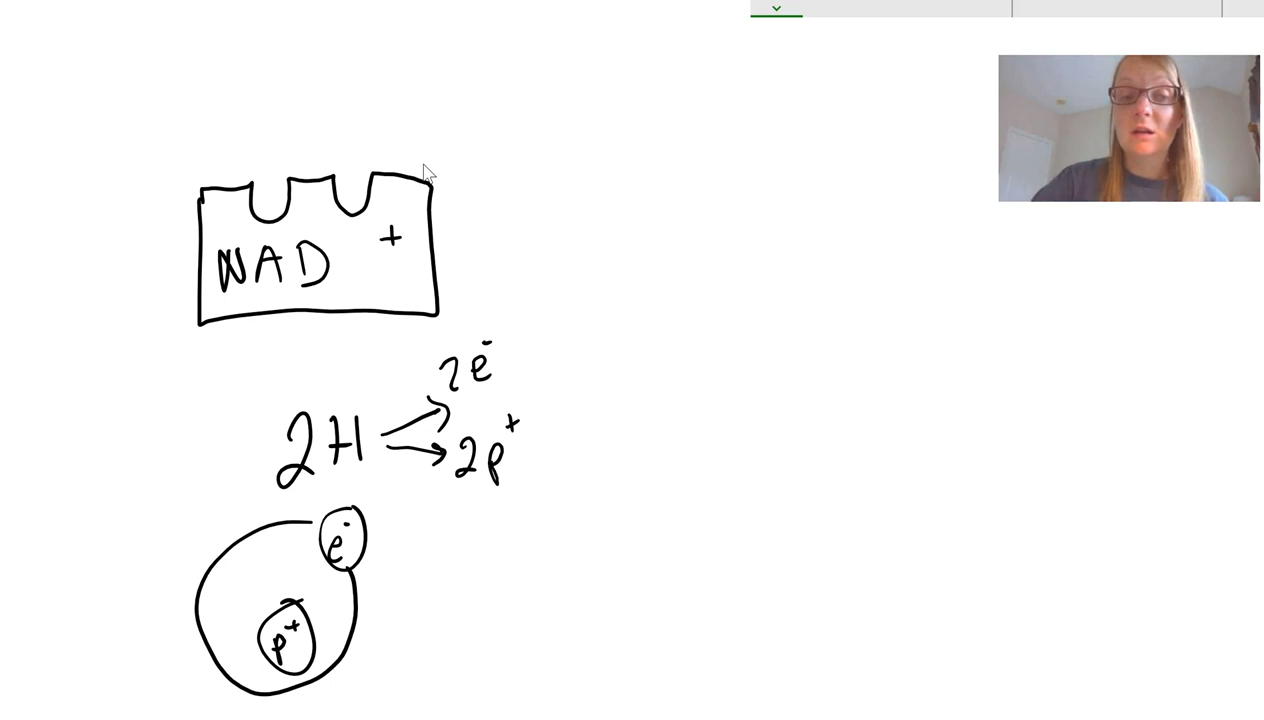 NAD +
2e⁻
2H
2p⁺
e⁻
p⁺